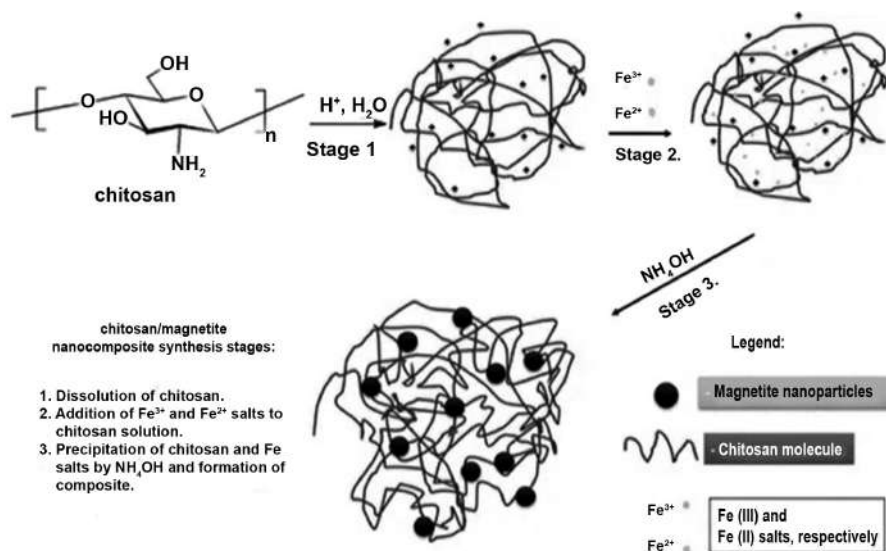 OH
O
O
HO
NH₂
n
chitosan
H⁺, H₂O
Stage 1
Fe³⁺
Fe²⁺
Stage 2.
NH₄OH
Stage 3.
chitosan/magnetite
nanocomposite synthesis stages:
1. Dissolution of chitosan.
2. Addition of Fe³⁺ and Fe²⁺ salts to
chitosan solution.
3. Precipitation of chitosan and Fe
salts by NH₄OH and formation of
composite.
Legend:
- Magnetite nanoparticles
- Chitosan molecule
Fe³⁺
Fe²⁺
Fe (III) and
Fe (II) salts, respectively